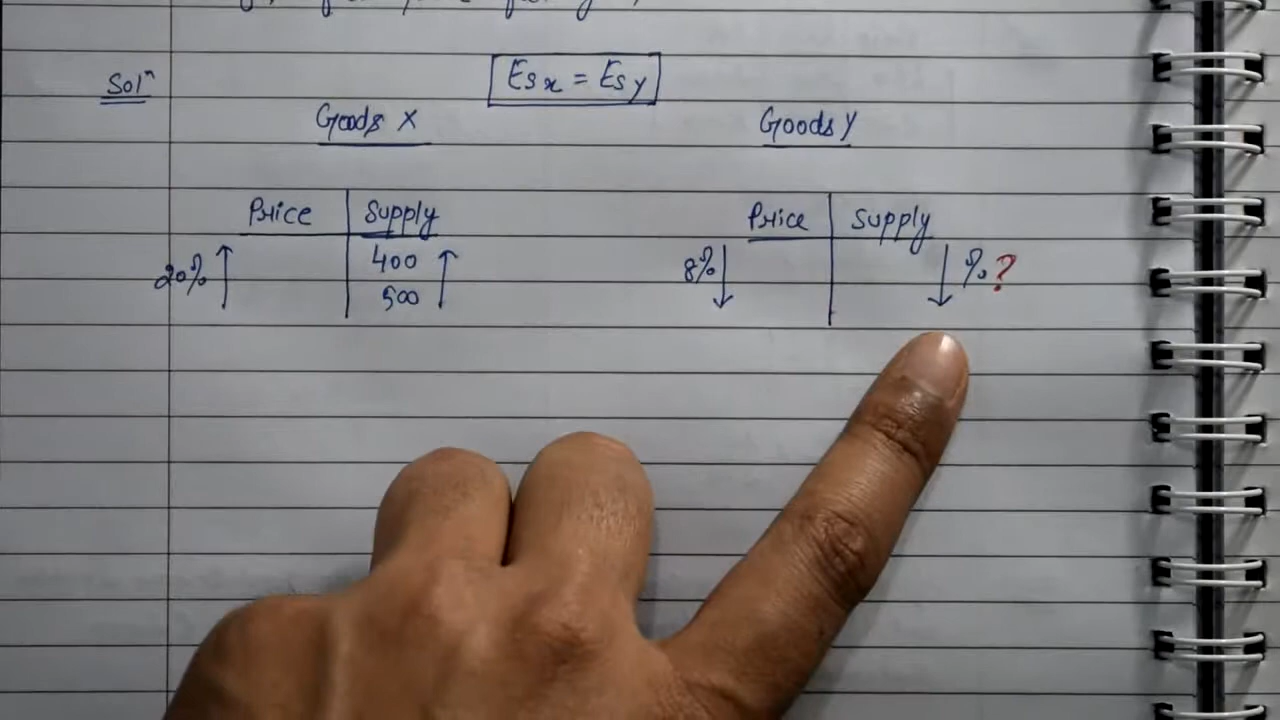 Solⁿ
Esx = Esy
Goods X Goods Y
Price Supply Price Supply
20% 400 8% %?
500